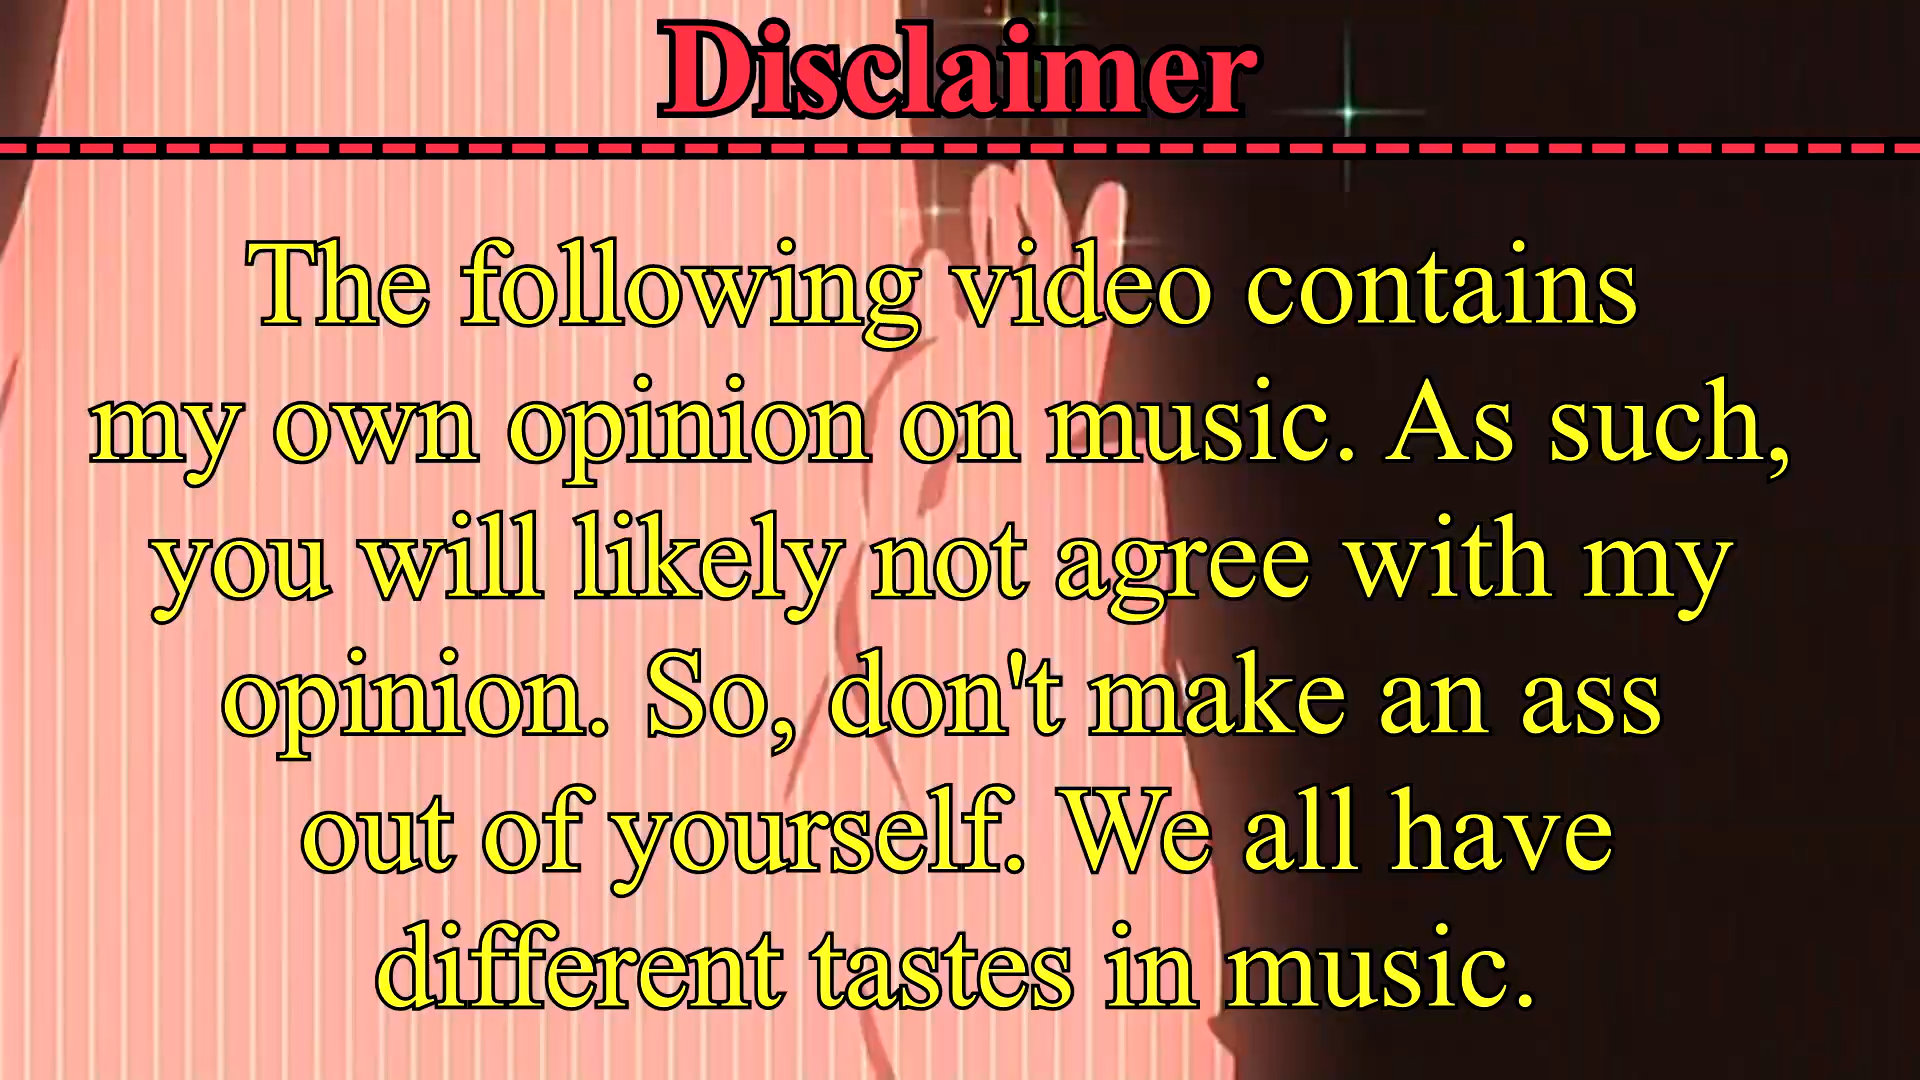 Disclaimer
The following video contains
my own opinion on music. As such,
you will likely not agree with my
opinion. So, don't make an ass
out of yourself. We all have
different tastes in music.